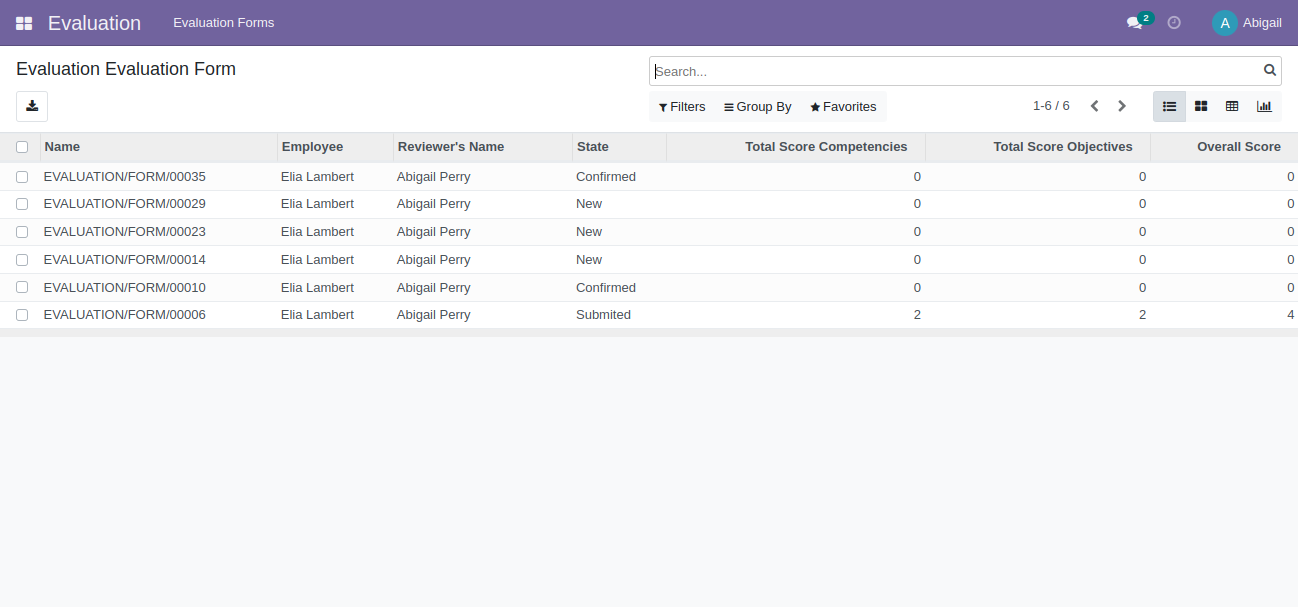 Evaluation Evaluation Forms 2 A Abigail
Evaluation Evaluation Form
Search...
Filters Group By Favorites 1-6 / 6
Name Employee Reviewer's Name State Total Score Competencies Total Score Objectives Overall Score
EVALUATION/FORM/00035 Elia Lambert Abigail Perry Confirmed 0 0 0
EVALUATION/FORM/00029 Elia Lambert Abigail Perry New 0 0 0
EVALUATION/FORM/00023 Elia Lambert Abigail Perry New 0 0 0
EVALUATION/FORM/00014 Elia Lambert Abigail Perry New 0 0 0
EVALUATION/FORM/00010 Elia Lambert Abigail Perry Confirmed 0 0 0
EVALUATION/FORM/00006 Elia Lambert Abigail Perry Submited 2 2 4